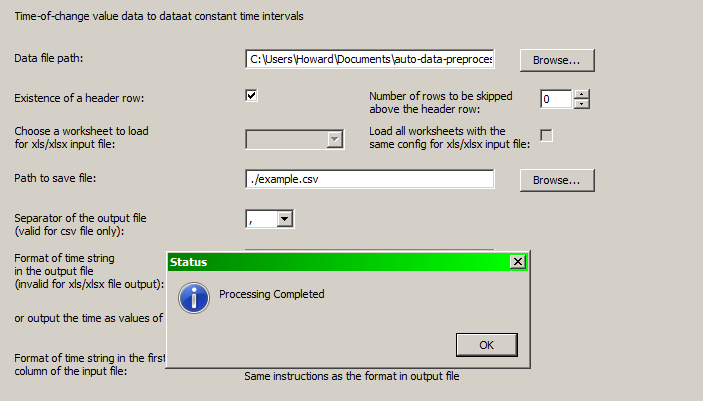 Time-of-change value data to dataat constant time intervals
Data file path:
C:\Users\Howard\Documents\auto-data-preproces
Browse...
Existence of a header row:
Number of rows to be skipped
above the header row:
0
Choose a worksheet to load
for xls/xlsx input file:
Load all worksheets with the
same config for xls/xlsx input file:
Path to save file:
./example.csv
Browse...
Separator of the output file
(valid for csv file only):
,
Format of time string
in the output file
(invalid for xls/xlsx file output):
Status
Processing Completed
OK
or output the time as values of
Format of time string in the first
column of the input file:
Same instructions as the format in output file